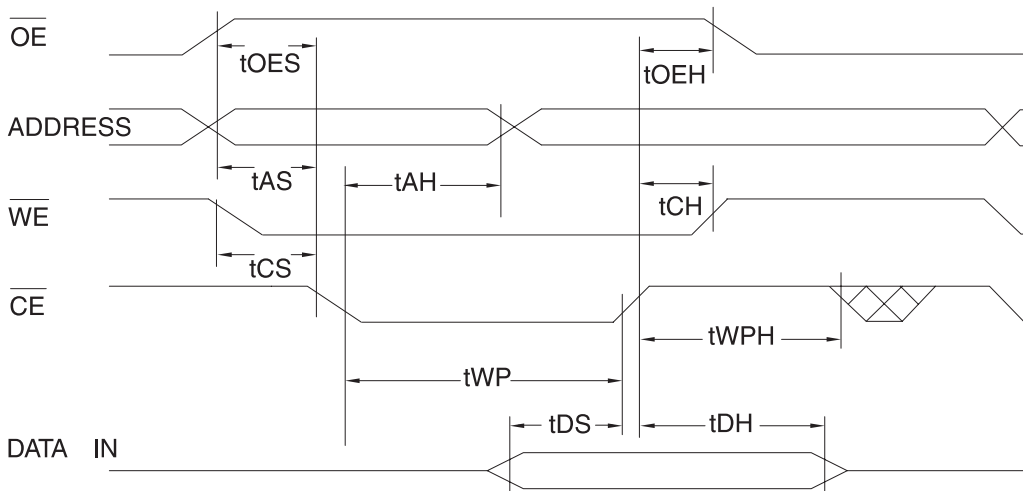 OE
tOES
tOEH
ADDRESS
tAS
tAH
tCH
WE
tCS
CE
tWPH
tWP
tDS
tDH
DATA IN